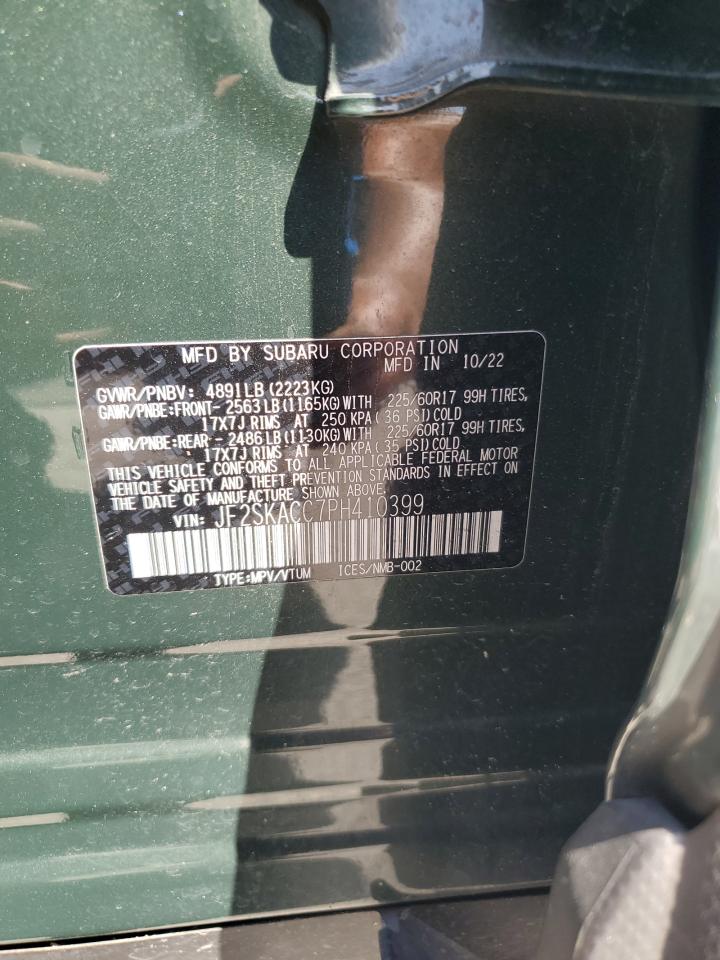 MFD BY SUBARU CORPORATION
MFD IN 10/22
GVWR/PNBV: 4891LB(2223KG)
GAWR/PNBE:FRONT- 2563LB(1165KG)WITH 225/60R17 99H TIRES,
17X7J RIMS AT 250 KPA(36 PSI)COLD
GAWR/PNBE:REAR - 2486LB(1130KG)WITH 225/60R17 99H TIRES,
17X7J RIMS AT 240 KPA(35 PSI)COLD
THIS VEHICLE CONFORMS TO ALL APPLICABLE FEDERAL MOTOR
VEHICLE SAFETY AND THEFT PREVENTION STANDARDS IN EFFECT ON
THE DATE OF MANUFACTURE SHOWN ABOVE.
VIN: JF2SKACC7PH410399
TYPE:MPV/VTUM ICES/NMB-002